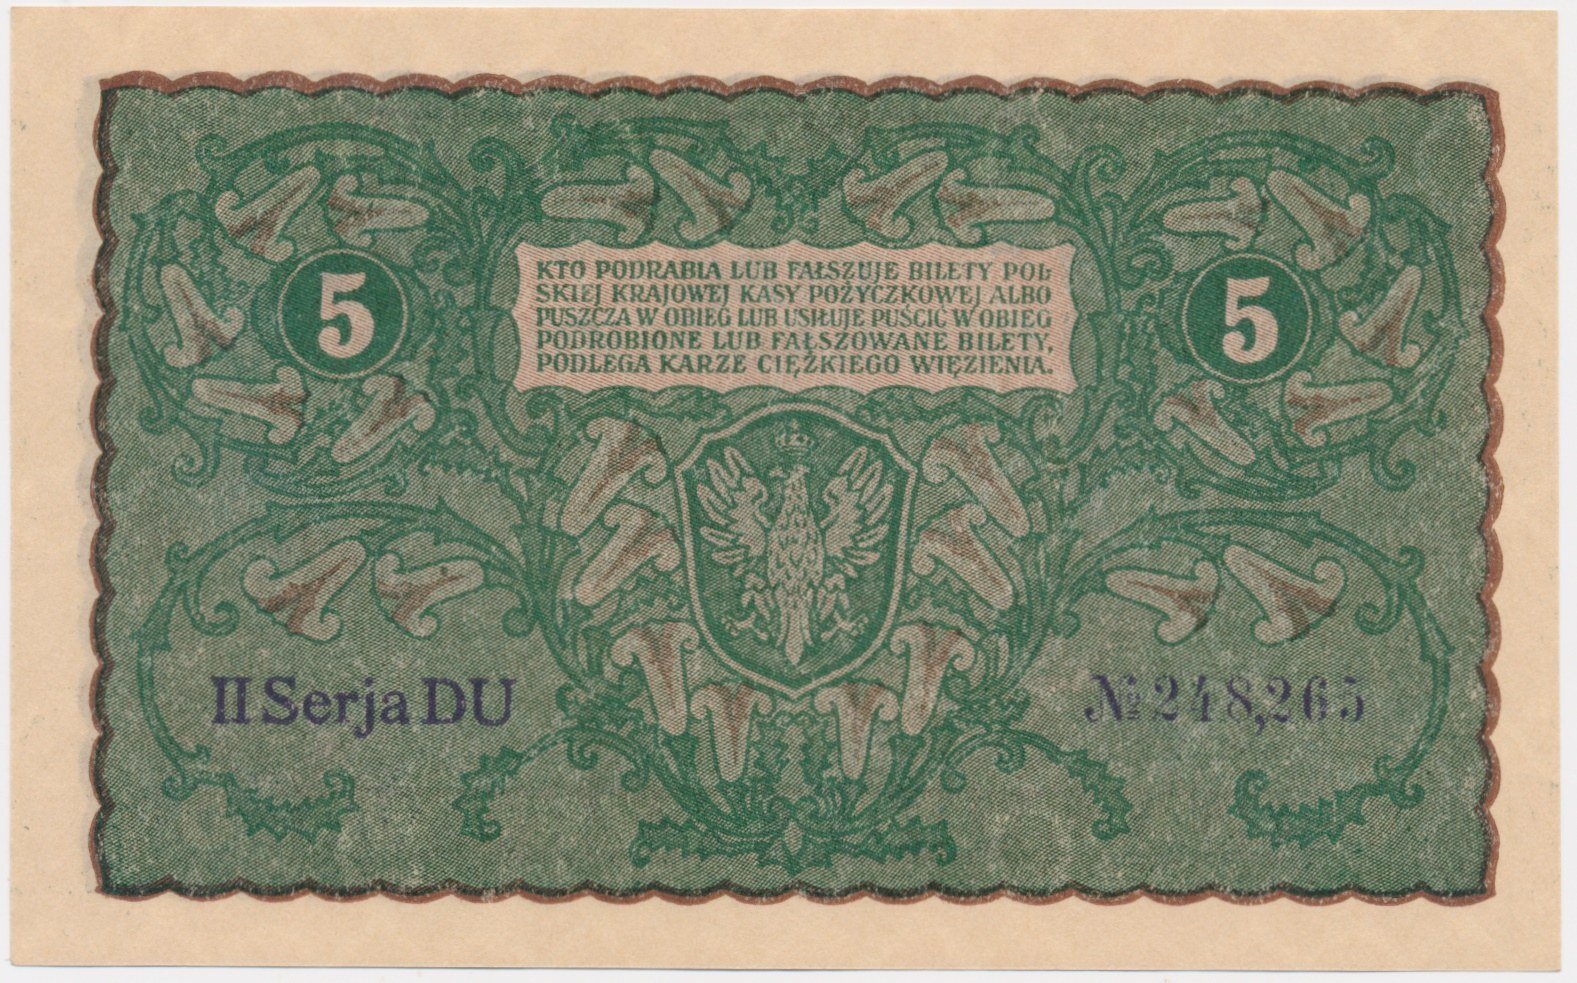 KTO PODRABIA LUB FAŁSZUJE BILETY POL
SKIEJ KRAJOWEJ KASY POŻYCZKOWEJ ALBO
PUSZCZA W OBIEG LUB USIŁUJE PUŚCIĆ W OBIEG
PODROBIONE LUB FAŁSZOWANE BILETY,
PODLEGA KARZE CIĘŻKIEGO WIĘZIENIA.
5
5
II Serja DU
№ 248,265